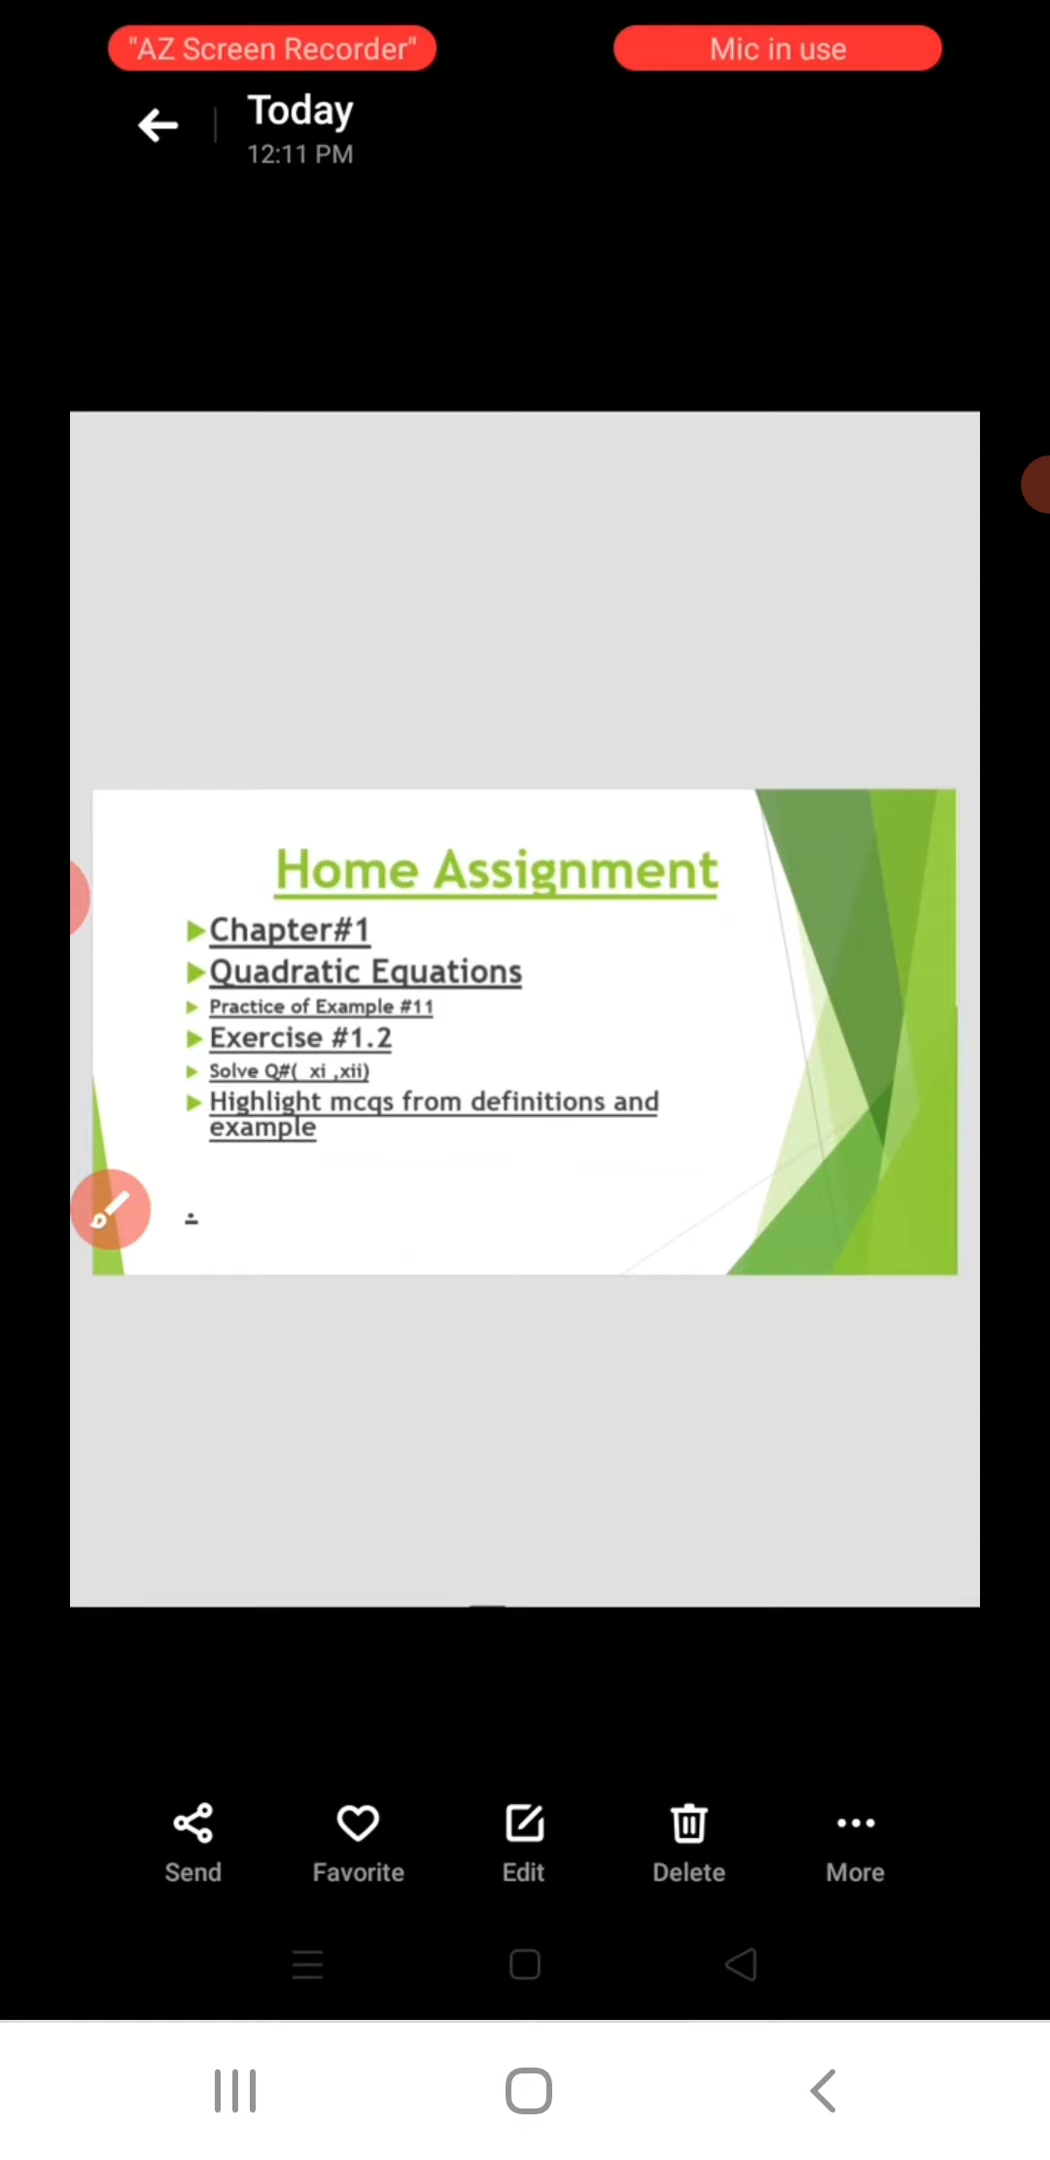 "AZ Screen Recorder"
Mic in use
Today
12:11 PM
Home Assignment
Chapter#1
Quadratic Equations
Practice of Example #11
Exercise #1.2
Solve Q#( xi ,xii)
Highlight mcqs from definitions and
example
Send
Favorite
Edit
Delete
More